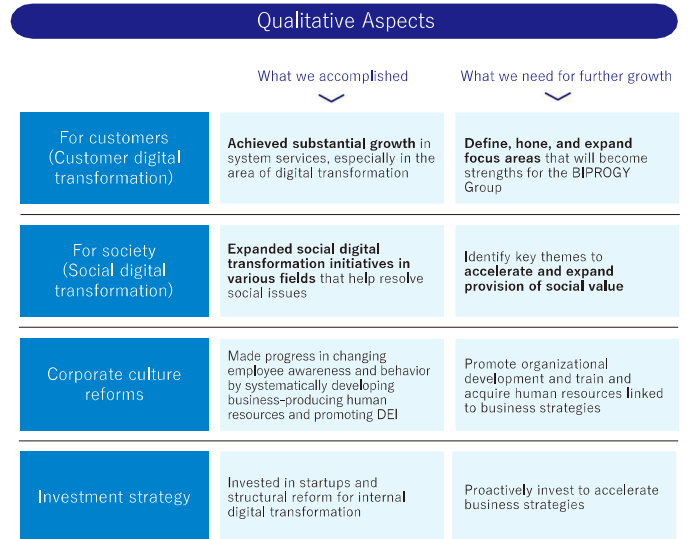 Qualitative Aspects
What we accomplished
What we need for further growth
For customers
(Customer digital
transformation)
Achieved substantial growth in
system services, especially in the
area of digital transformation
Define, hone, and expand
focus areas that will become
strengths for the BIPROGY
Group
For society
(Social digital
transformation)
Expanded social digital
transformation initiatives in
various fields that help resolve
social issues
Identify key themes to
accelerate and expand
provision of social value
Corporate culture
reforms
Made progress in changing
employee awareness and behavior
by systematically developing
business-producing human
resources and promoting DEI
Promote organizational
development and train and
acquire human resources linked
to business strategies
Investment strategy
Invested in startups and
structural reform for internal
digital transformation
Proactively invest to accelerate
business strategies